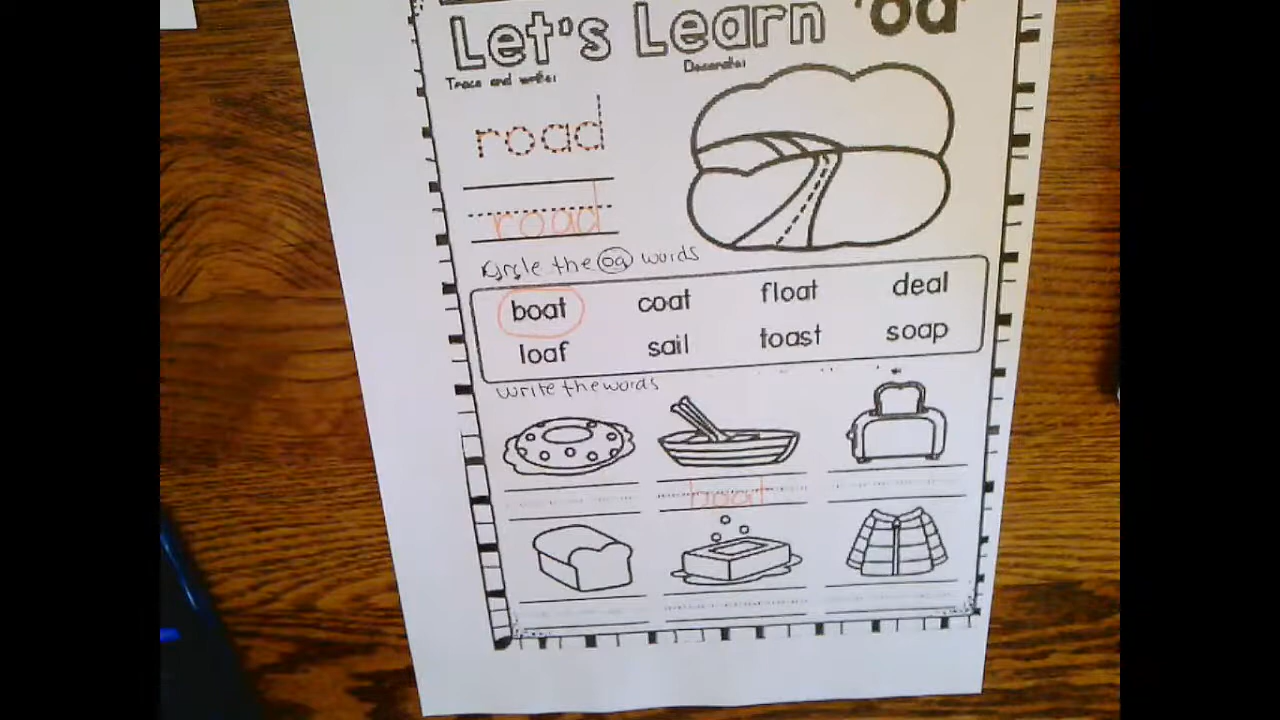 Let's Learn 'oa'
Trace and write:
Decorate:
road
road
Circle the oa words
boat coat float deal
loaf sail toast soap
Write the words
boat